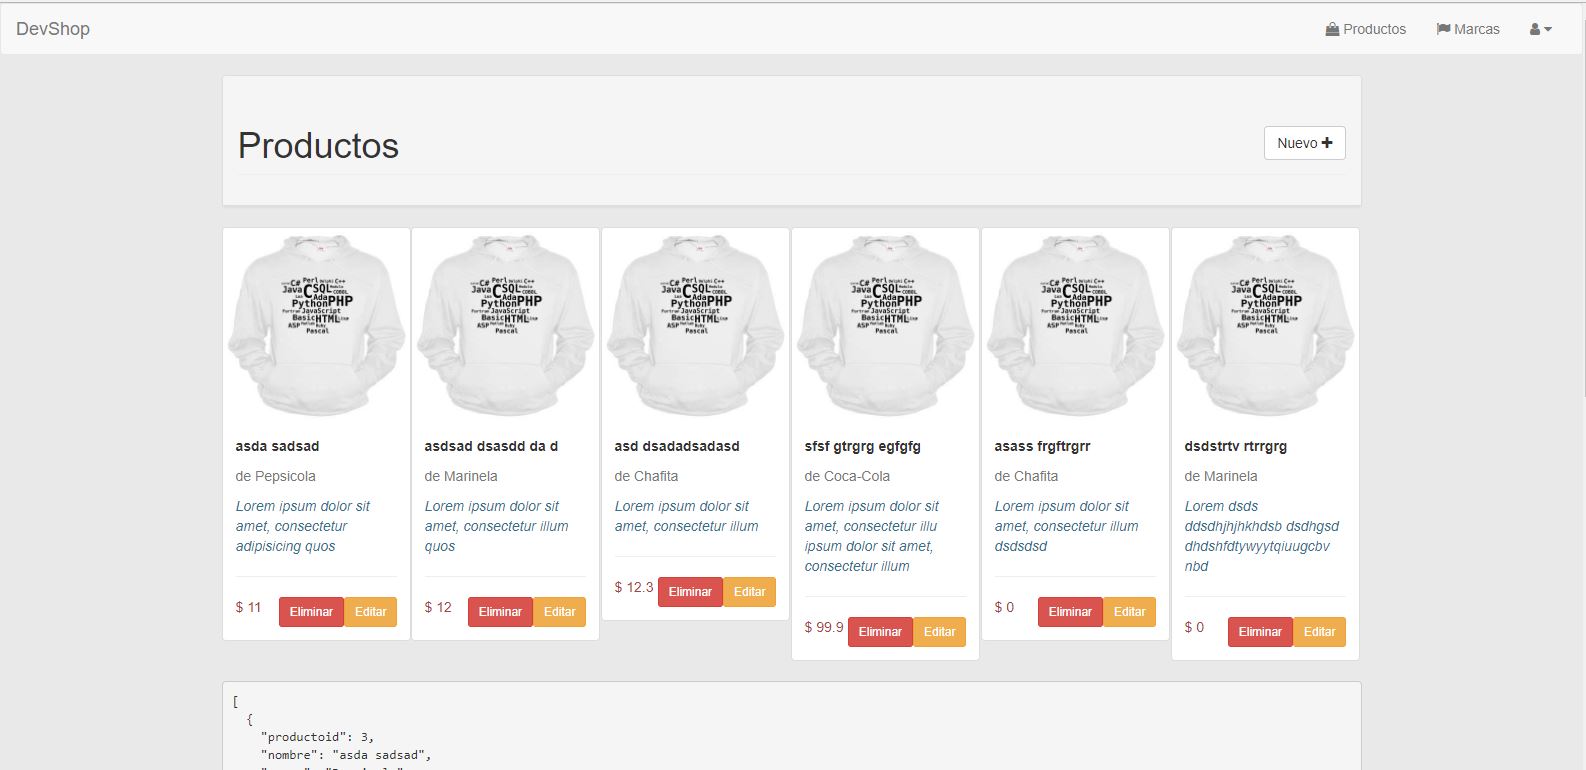 DevShop
Productos
Marcas
Productos
Nuevo
C# Perl Delphi C++
Java C SQL Modula
Lua Ada COBOL
Python PHP
Fortran JavaScript
Basic HTML Lisp
ASP Matlab Ruby
Pascal
asda sadsad
de Pepsicola
Lorem ipsum dolor sit
amet, consectetur
adipisicing quos
$ 11
Eliminar
Editar
C# Perl Delphi C++
Java C SQL Modula
Lua Ada COBOL
Python PHP
Fortran JavaScript
Basic HTML Lisp
ASP Matlab Ruby
Pascal
asdsad dsasdd da d
de Marinela
Lorem ipsum dolor sit
amet, consectetur illum
quos
$ 12
Eliminar
Editar
C# Perl Delphi C++
Java C SQL Modula
Lua Ada COBOL
Python PHP
Fortran JavaScript
Basic HTML Lisp
ASP Matlab Ruby
Pascal
asd dsadadsadasd
de Chafita
Lorem ipsum dolor sit
amet, consectetur illum
$ 12.3
Eliminar
Editar
C# Perl Delphi C++
Java C SQL Modula
Lua Ada COBOL
Python PHP
Fortran JavaScript
Basic HTML Lisp
ASP Matlab Ruby
Pascal
sfsf gtrgrg egfgfg
de Coca-Cola
Lorem ipsum dolor sit
amet, consectetur illu
ipsum dolor sit amet,
consectetur illum
$ 99.9
Eliminar
Editar
C# Perl Delphi C++
Java C SQL Modula
Lua Ada COBOL
Python PHP
Fortran JavaScript
Basic HTML Lisp
ASP Matlab Ruby
Pascal
asass frgftrgrr
de Chafita
Lorem ipsum dolor sit
amet, consectetur illum
dsdsdsd
$ 0
Eliminar
Editar
C# Perl Delphi C++
Java C SQL Modula
Lua Ada COBOL
Python PHP
Fortran JavaScript
Basic HTML Lisp
ASP Matlab Ruby
Pascal
dsdstrtv rtrrgrg
de Marinela
Lorem dsds
ddsdhjhjhkhdsb dsdhgsd
dhdshfdtywyytqiuugcbv
nbd
$ 0
Eliminar
Editar
[
{
"productoid": 3,
"nombre": "asda sadsad",